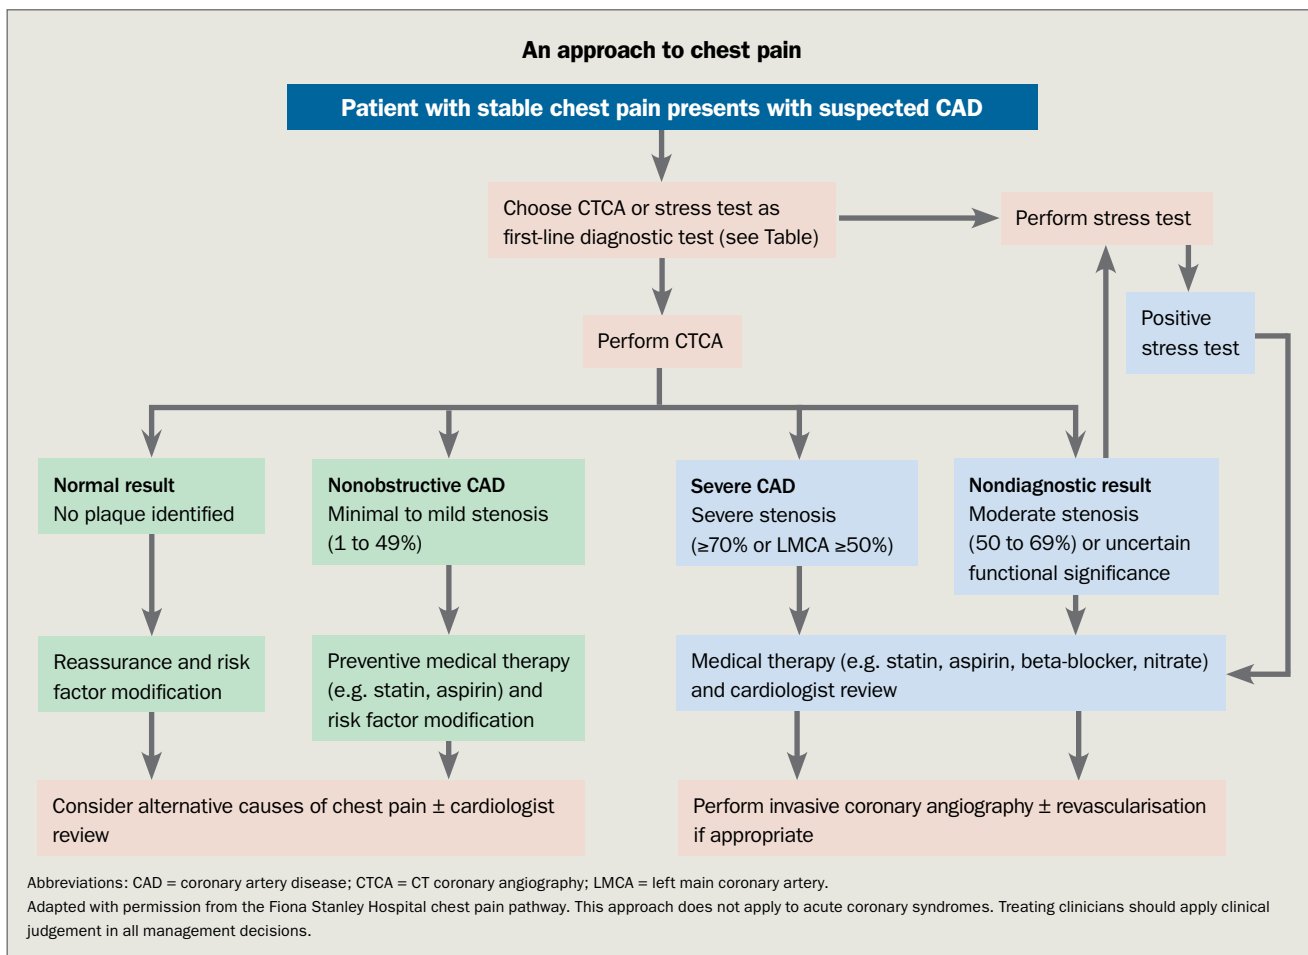 An approach to chest pain
Patient with stable chest pain presents with suspected CAD
Choose CTCA or stress test as
first-line diagnostic test (see Table)
Perform stress test
Positive
stress test
Perform CTCA
Normal result
No plaque identified
Nonobstructive CAD
Minimal to mild stenosis
(1 to 49%)
Severe CAD
Severe stenosis
(≥70% or LMCA ≥50%)
Nondiagnostic result
Moderate stenosis
(50 to 69%) or uncertain
functional significance
Reassurance and risk
factor modification
Preventive medical therapy
(e.g. statin, aspirin) and
risk factor modification
Medical therapy (e.g. statin, aspirin, beta-blocker, nitrate)
and cardiologist review
Consider alternative causes of chest pain ± cardiologist
review
Perform invasive coronary angiography ± revascularisation
if appropriate
Abbreviations: CAD = coronary artery disease; CTCA = CT coronary angiography; LMCA = left main coronary artery.
Adapted with permission from the Fiona Stanley Hospital chest pain pathway. This approach does not apply to acute coronary syndromes. Treating clinicians should apply clinical
judgement in all management decisions.